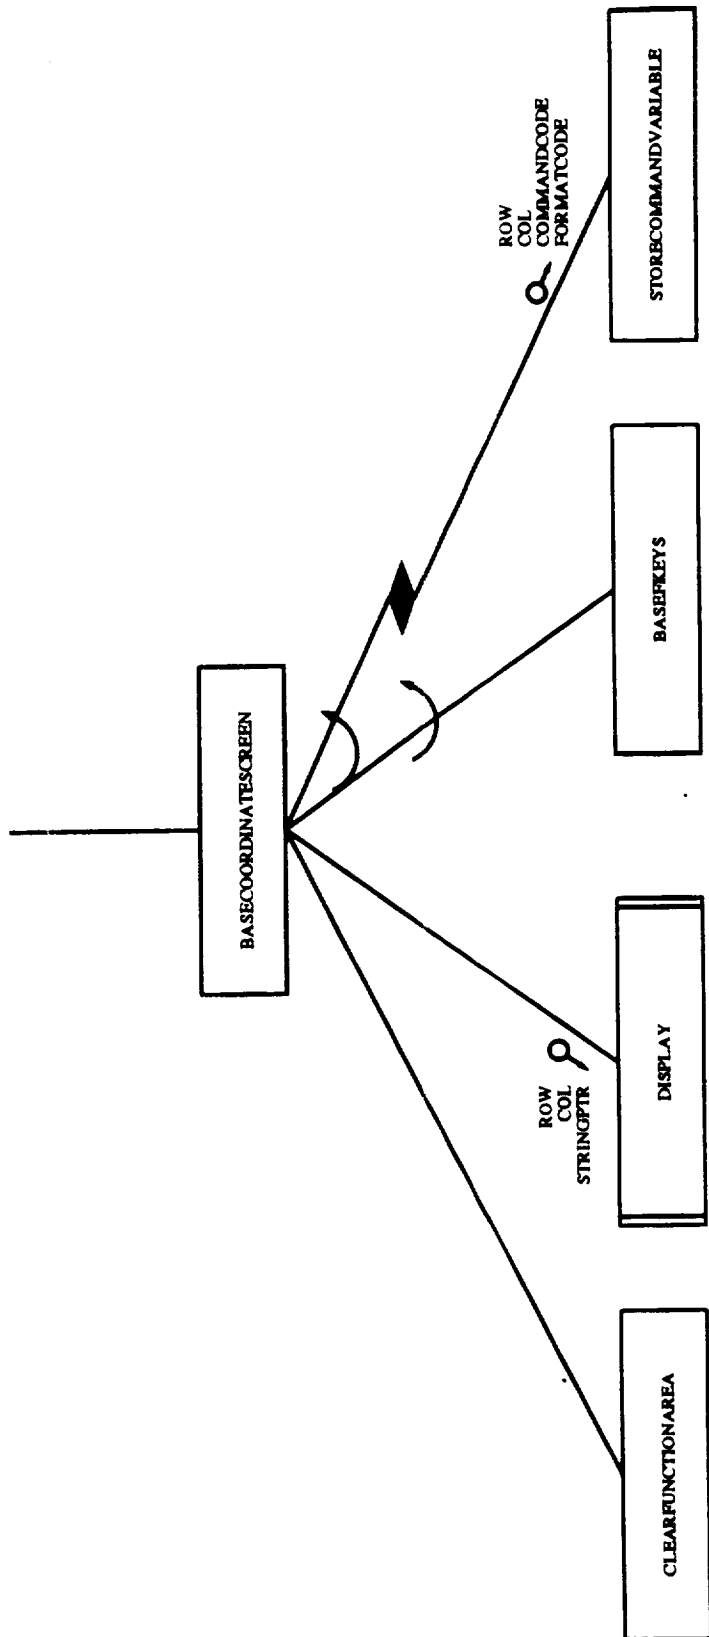 BASECOORDINATESCREEN
ROW
COL
STRINGPTR
ROW
COL
COMMANDCODE
FORMATCODE
CLEARFUNCTIONAREA
DISPLAY
BASEFKEYS
STORECOMMANDVARIABLE